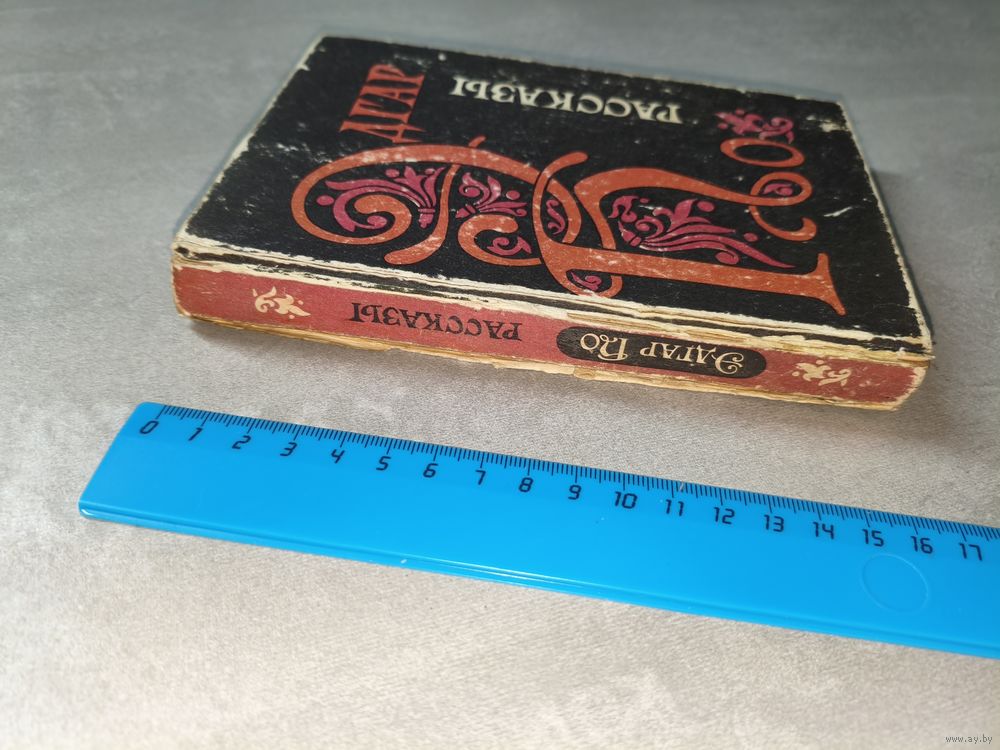 ЭДГАР ПО
РАССКАЗЫ
Эдгар По
РАССКАЗЫ
0 1 2 3 4 5 6 7 8 9 10 11 12 13 14 15 16 17
www.ay.by